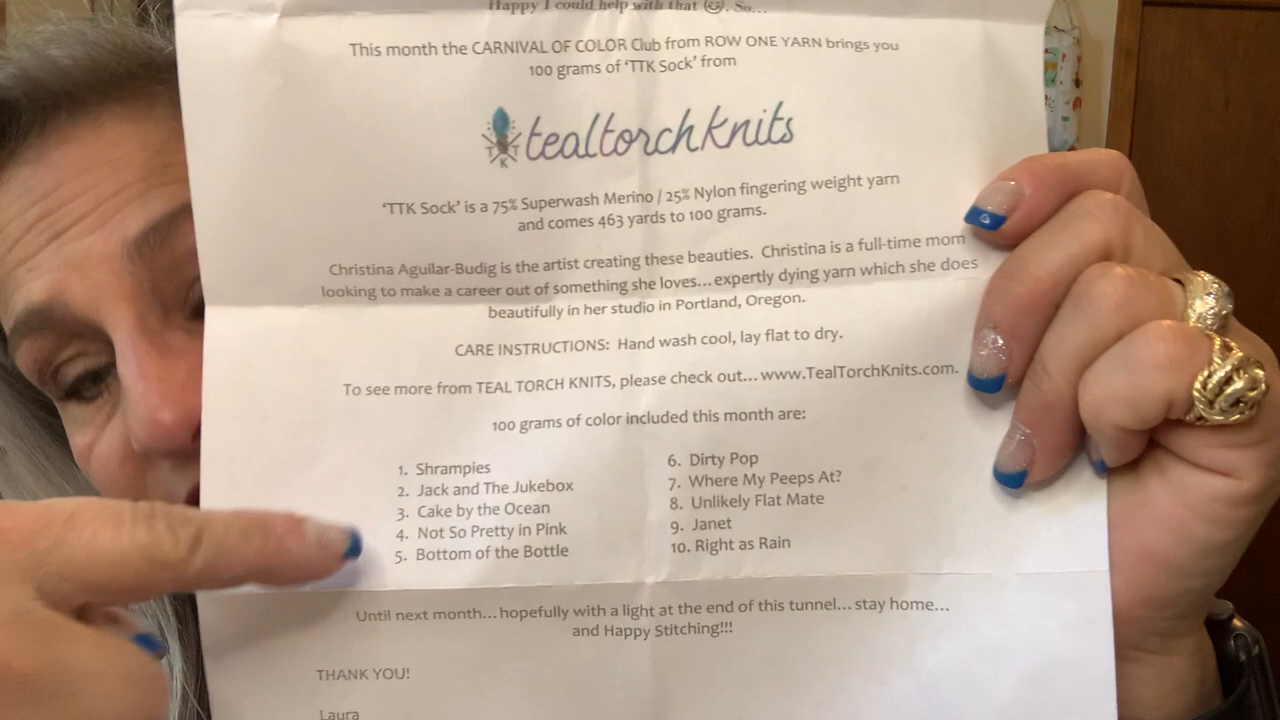 Happy I could help with that 😊. So...
This month the CARNIVAL OF COLOR Club from ROW ONE YARN brings you
100 grams of 'TTK Sock' from
T T K tealtorchknits
'TTK Sock' is a 75% Superwash Merino / 25% Nylon fingering weight yarn
and comes 463 yards to 100 grams.
Christina Aguilar-Budig is the artist creating these beauties. Christina is a full-time mom
looking to make a career out of something she loves...expertly dying yarn which she does
beautifully in her studio in Portland, Oregon.
CARE INSTRUCTIONS: Hand wash cool, lay flat to dry.
To see more from TEAL TORCH KNITS, please check out... www.TealTorchKnits.com.
100 grams of color included this month are:
1. Shrampies
2. Jack and The Jukebox
3. Cake by the Ocean
4. Not So Pretty in Pink
5. Bottom of the Bottle
6. Dirty Pop
7. Where My Peeps At?
8. Unlikely Flat Mate
9. Janet
10. Right as Rain
Until next month... hopefully with a light at the end of this tunnel... stay home...
and Happy Stitching!!!
THANK YOU!
Laura